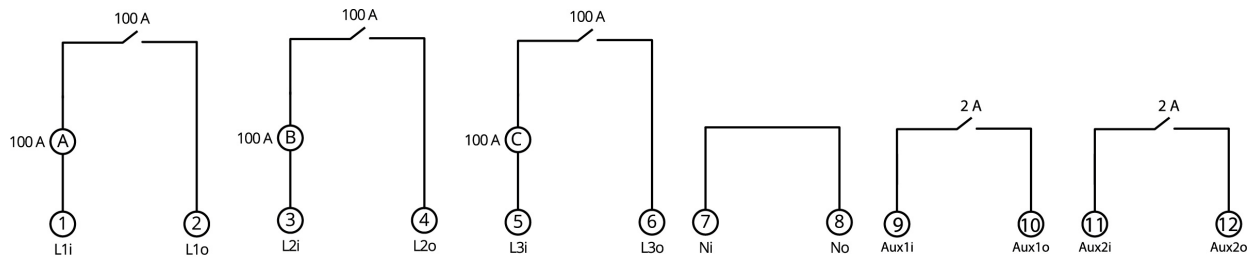 100 A
100 A
100 A
2 A
2 A
100 A A
100 A B
100 A C
1 2 3 4 5 6 7 8 9 10 11 12
L1i L1o L2i L2o L3i L3o Ni No Aux1i Aux1o Aux2i Aux2o